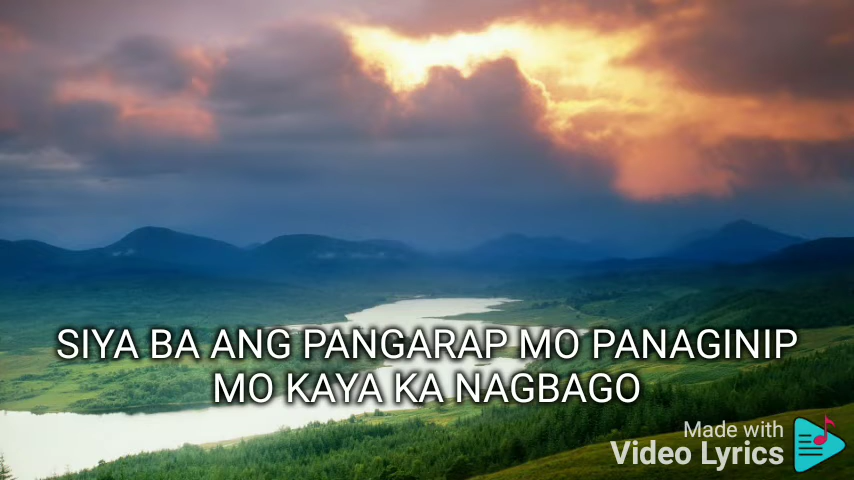 SIYA BA ANG PANGARAP MO PANAGINIP
MO KAYA KA NAGBAGO
Made with
Video Lyrics